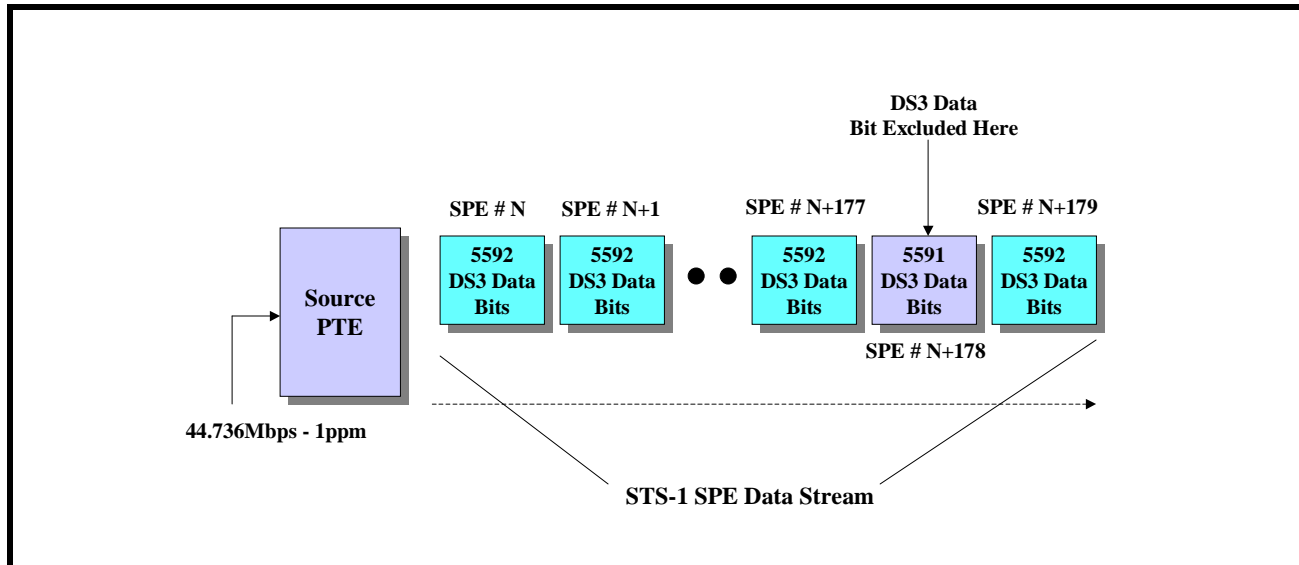 DS3 Data
Bit Excluded Here
SPE # N
SPE # N+1
SPE # N+177
SPE # N+179
Source
PTE
5592
DS3 Data
Bits
5592
DS3 Data
Bits
5592
DS3 Data
Bits
5591
DS3 Data
Bits
5592
DS3 Data
Bits
SPE # N+178
44.736Mbps - 1ppm
STS-1 SPE Data Stream